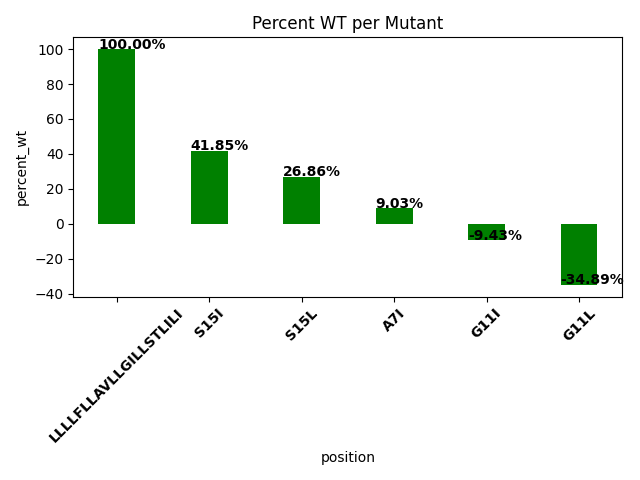 Percent WT per Mutant
100.00%
41.85%
26.86%
9.03%
-9.43%
-34.89%
100
80
60
40
20
0
−20
−40
percent_wt
LLLLFLLAVLLGILLSTLILI
S15I
S15L
A7I
G11I
G11L
position